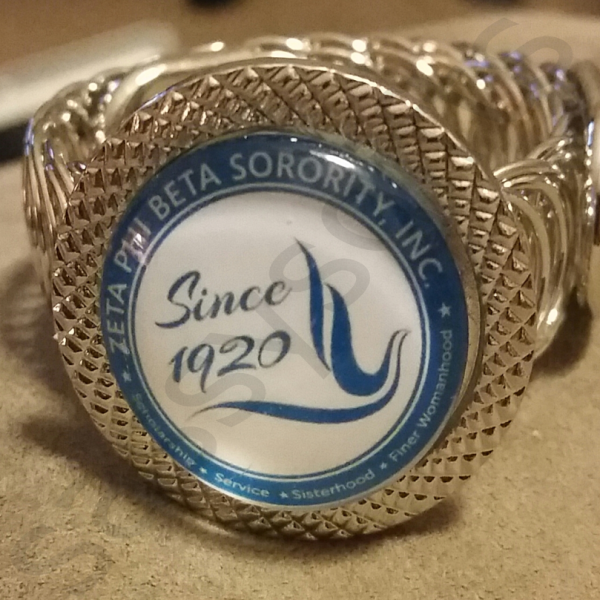 ZETA PHI BETA SORORITY, INC.
Since
1920
Scholarship ★ Service ★ Sisterhood ★ Finer Womanhood